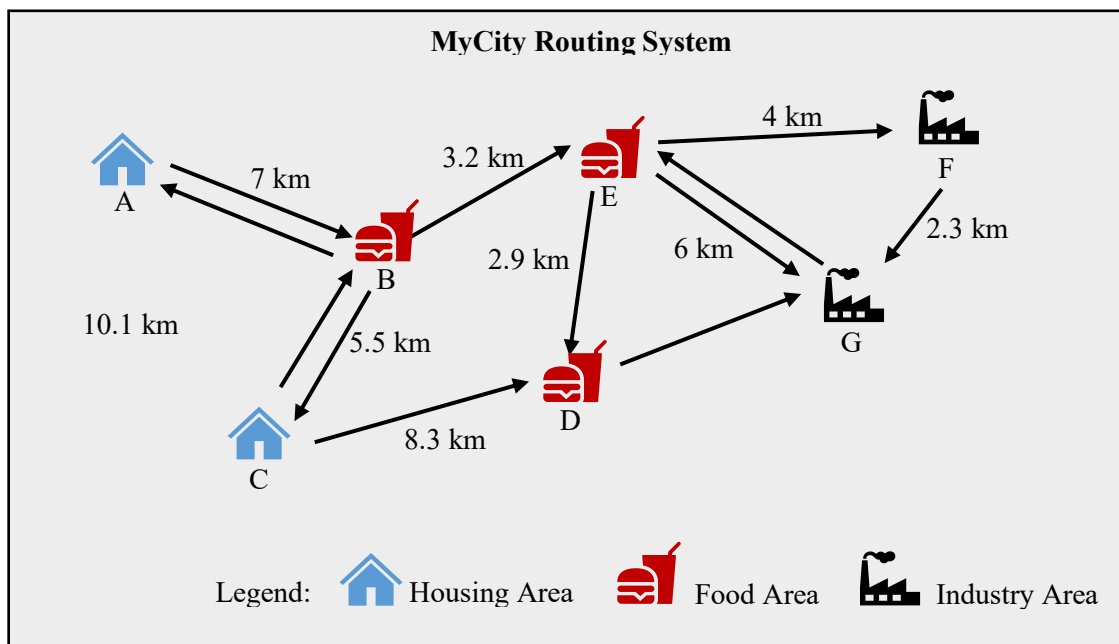 MyCity Routing System
4 km
3.2 km
7 km
A
E
F
2.3 km
2.9 km
6 km
B
10.1 km
5.5 km
G
8.3 km
D
C
Legend: Housing Area Food Area Industry Area